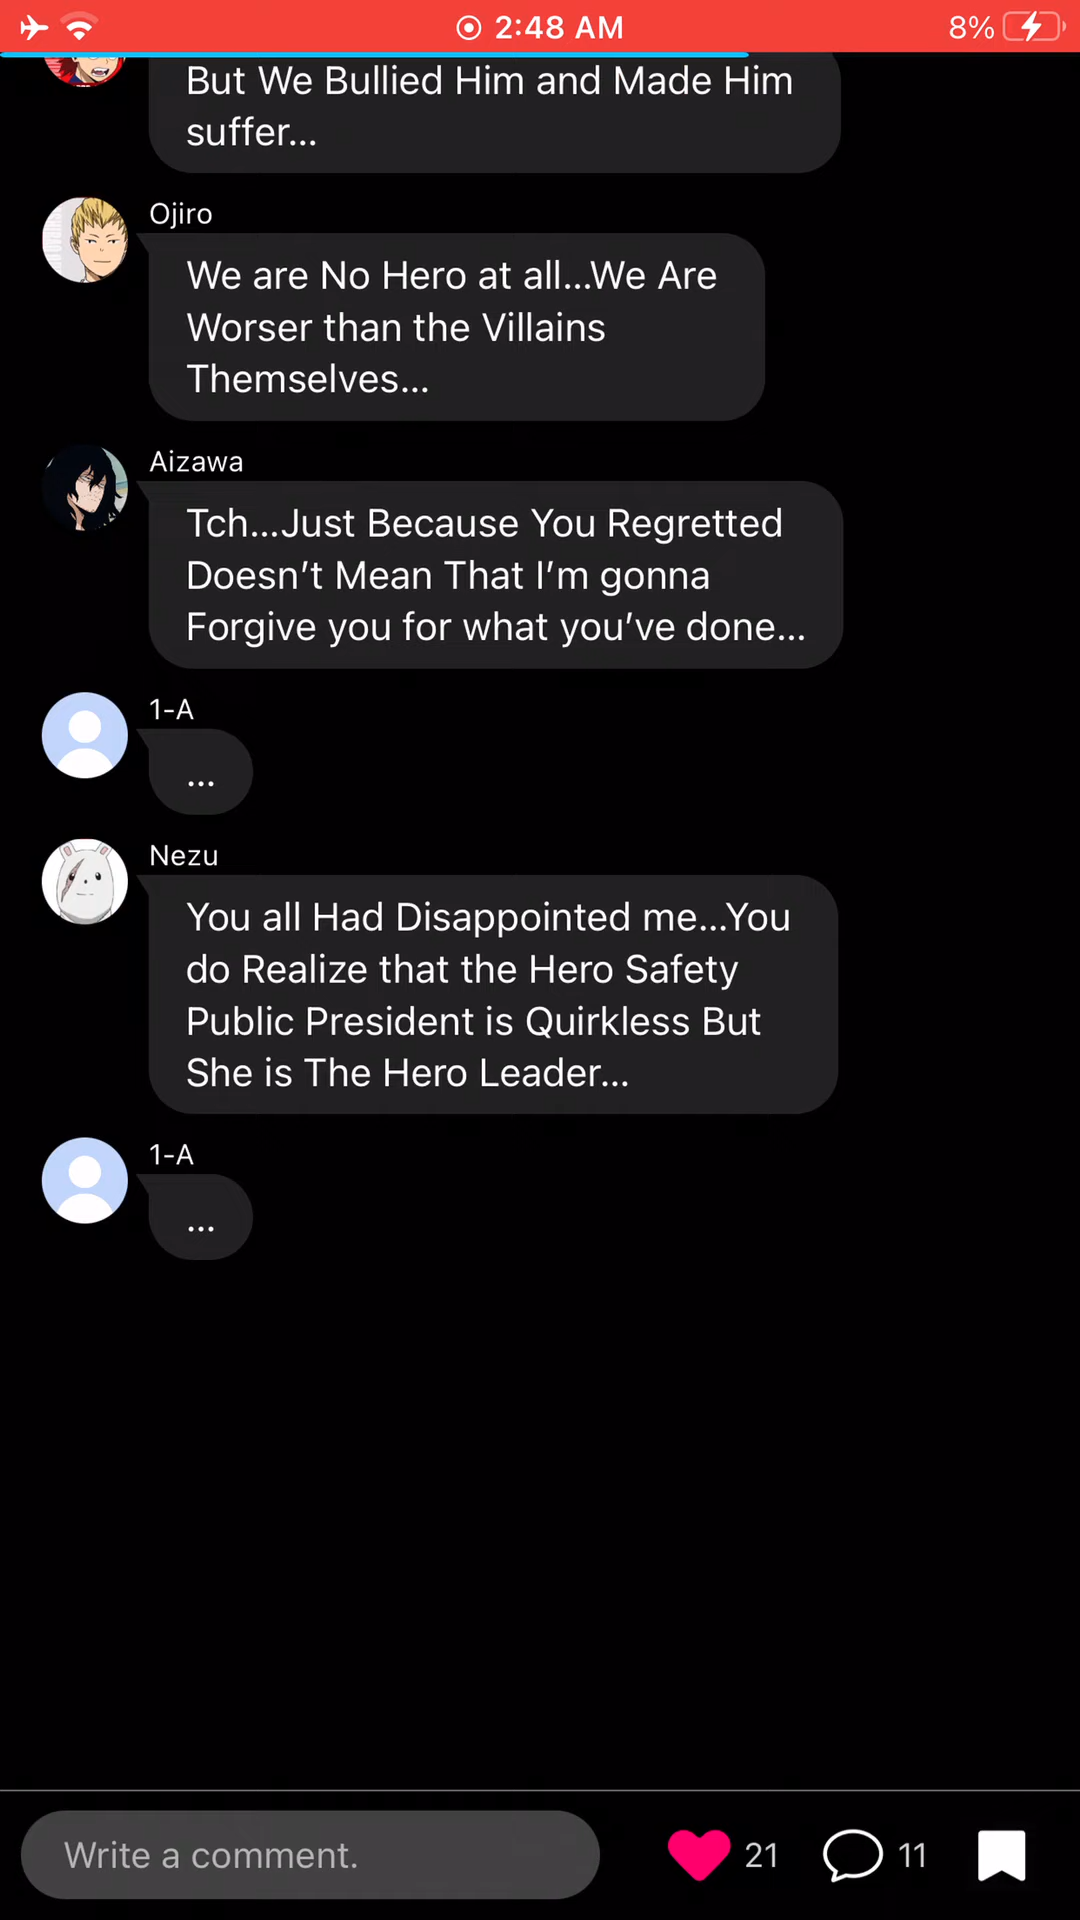 2:48 AM
8%
But We Bullied Him and Made Him
suffer...
Ojiro
We are No Hero at all...We Are
Worser than the Villains
Themselves...
Aizawa
Tch...Just Because You Regretted
Doesn't Mean That I'm gonna
Forgive you for what you've done...
1-A
...
Nezu
You all Had Disappointed me...You
do Realize that the Hero Safety
Public President is Quirkless But
She is The Hero Leader...
1-A
...
Write a comment.
21
11